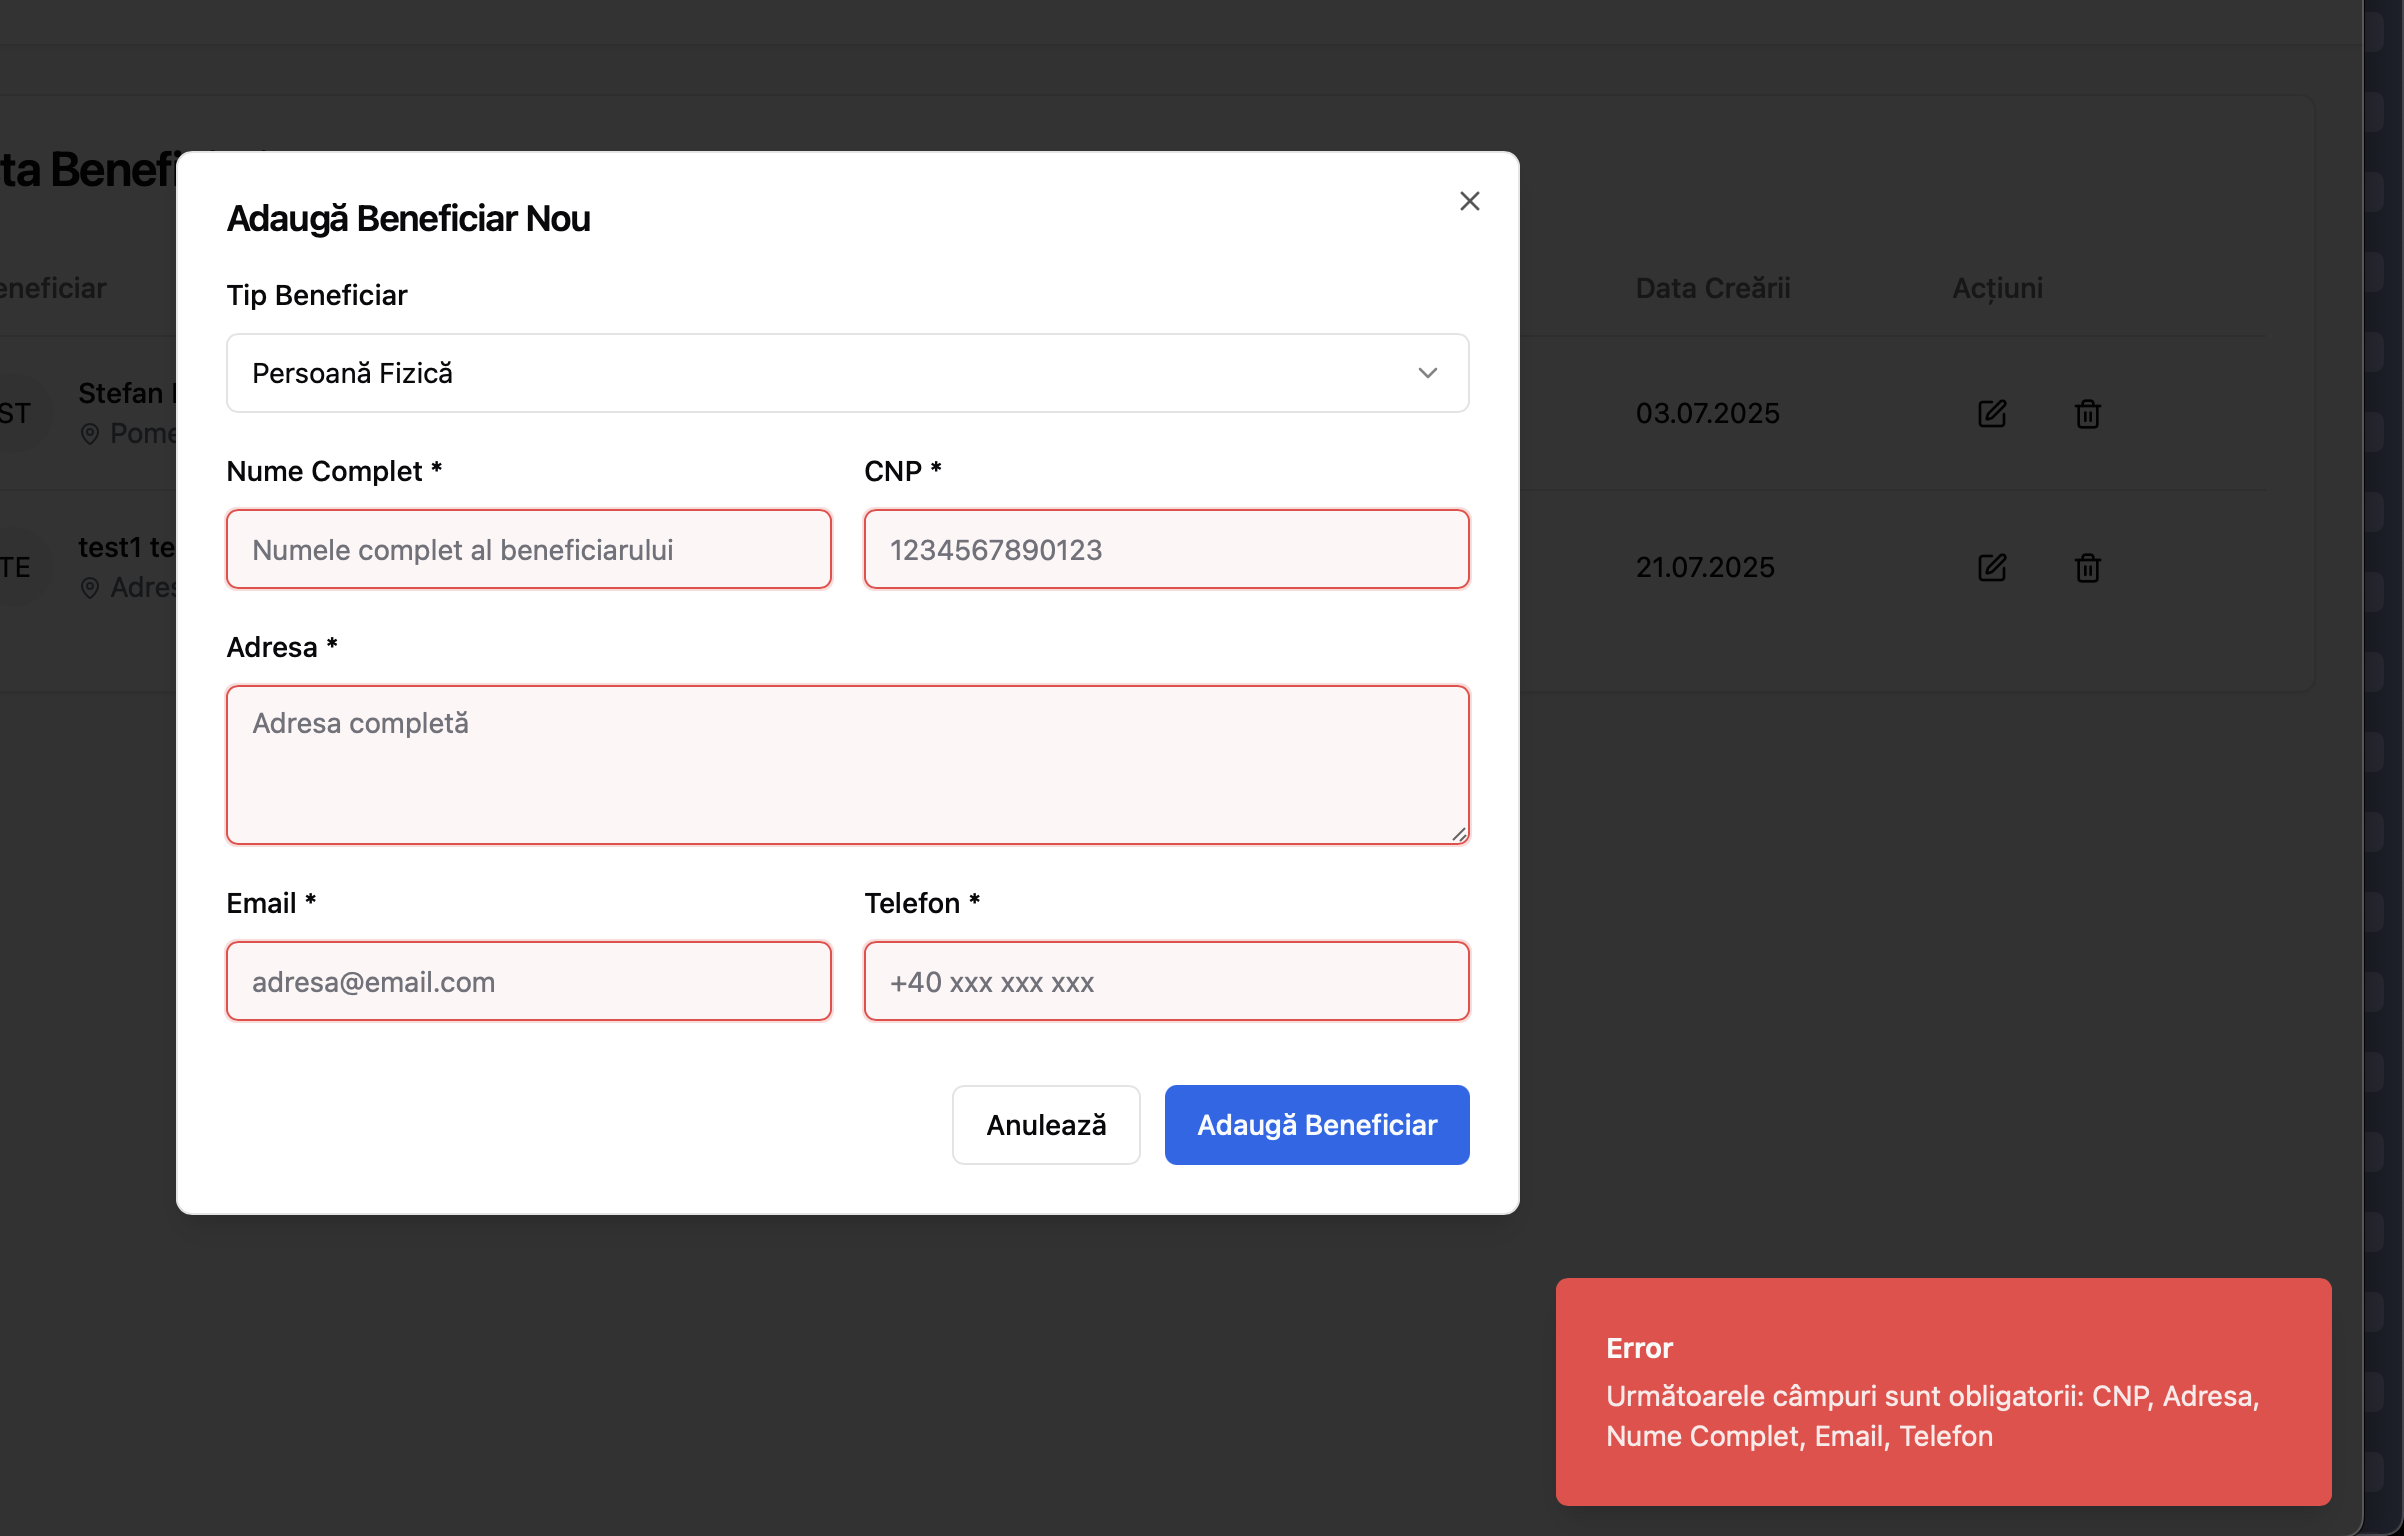 ta Benefi
Adaugă Beneficiar Nou
Tip Beneficiar
Persoană Fizică
Nume Complet *
CNP *
Numele complet al beneficiarului
1234567890123
Adresa *
Adresa completă
Email *
Telefon *
adresa@email.com
+40 xxx xxx xxx
Anulează
Adaugă Beneficiar
eneficiar
Data Creării
Acțiuni
ST
Stefan
Pome
03.07.2025
TE
test1 te
Adres
21.07.2025
Error
Următoarele câmpuri sunt obligatorii: CNP, Adresa,
Nume Complet, Email, Telefon